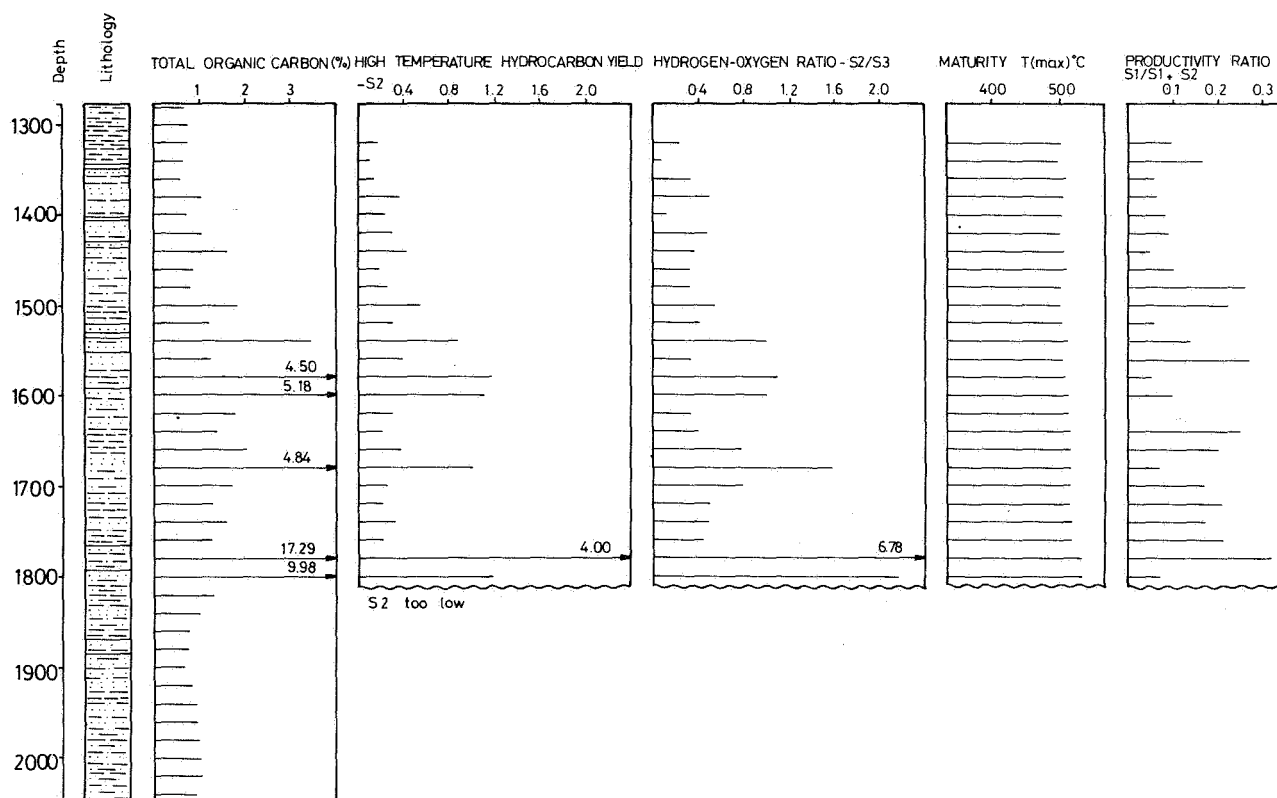 Depth
Lithology
TOTAL ORGANIC CARBON (%)
1 2 3
HIGH TEMPERATURE HYDROCARBON YIELD
-S2 0.4 0.8 1.2 1.6 2.0
HYDROGEN-OXYGEN RATIO - S2/S3
0.4 0.8 1.2 1.6 2.0
MATURITY T(max)°C
400 500
PRODUCTIVITY RATIO
S1/S1+ S2
0.1 0.2 0.3
1300
1400
1500
4.50
1600
5.18
4.84
1700
17.29
4.00
6.78
1800
9.98
S2 too low
1900
2000